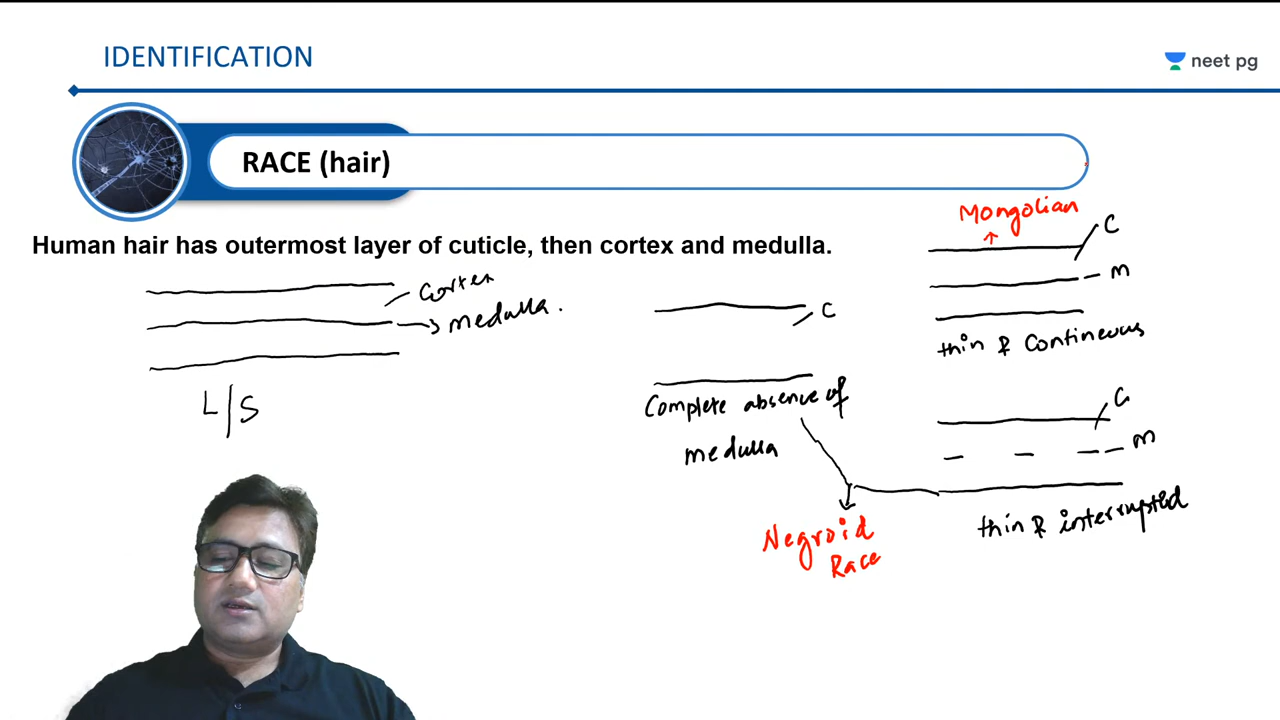 IDENTIFICATION
neet pg
RACE (hair)
Human hair has outermost layer of cuticle, then cortex and medulla.
Cortex
medulla.
L/S
C
Complete absence of
medulla
Negroid
Race
Mongolian
C
m
thin & Contineous
C
m
thin & interrupted